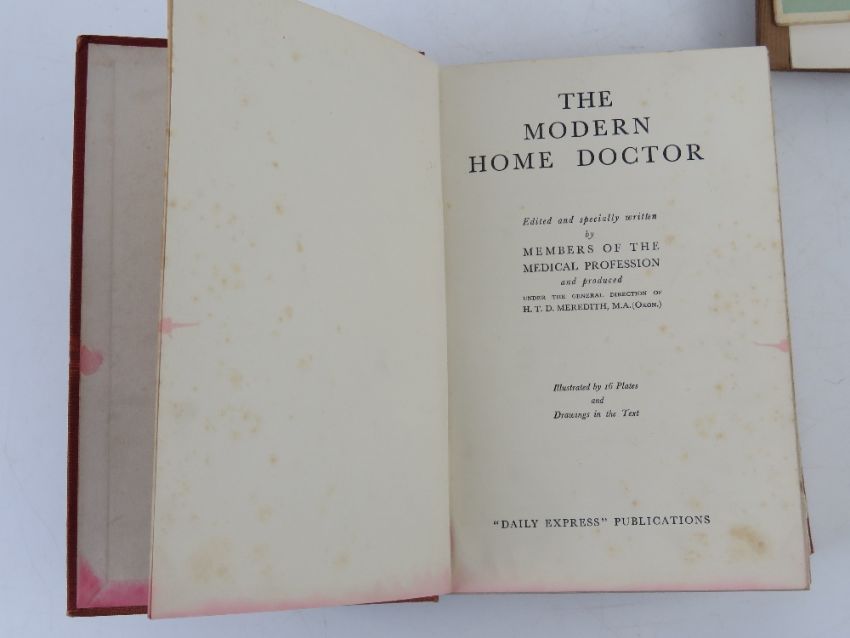 THE
MODERN
HOME DOCTOR
Edited and specially written
by
MEMBERS OF THE
MEDICAL PROFESSION
and produced
UNDER THE GENERAL DIRECTION OF
H. T. D. MEREDITH, M.A. (OXON.)
Illustrated by 16 Plates
and
Drawings in the Text
"DAILY EXPRESS" PUBLICATIONS